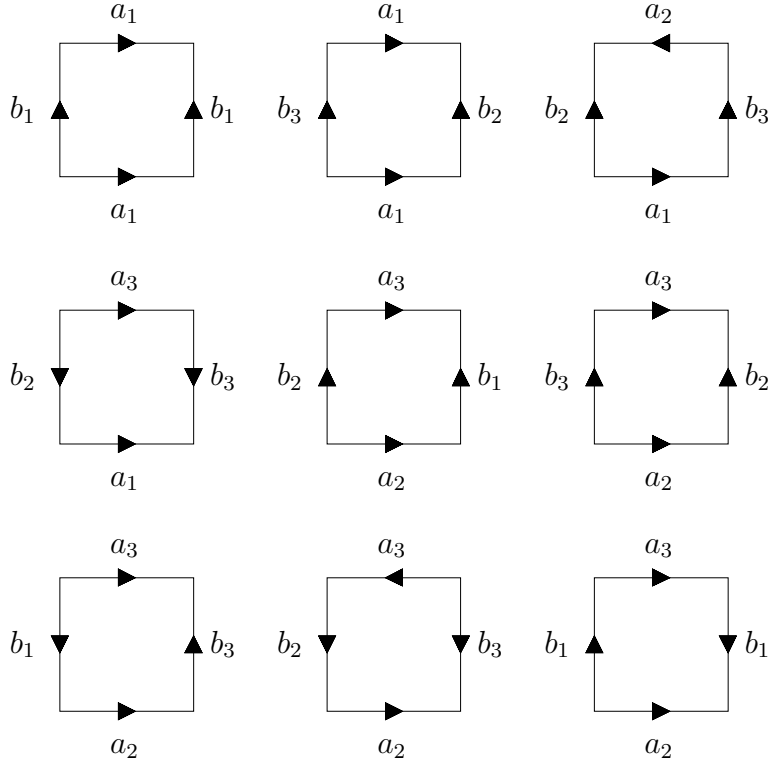 a₁ a₁ a₂
b₁ b₁ b₃ b₂ b₂ b₃
a₁ a₁ a₁
a₃ a₃ a₃
b₂ b₃ b₂ b₁ b₃ b₂
a₁ a₂ a₂
a₃ a₃ a₃
b₁ b₃ b₂ b₃ b₁ b₁
a₂ a₂ a₂